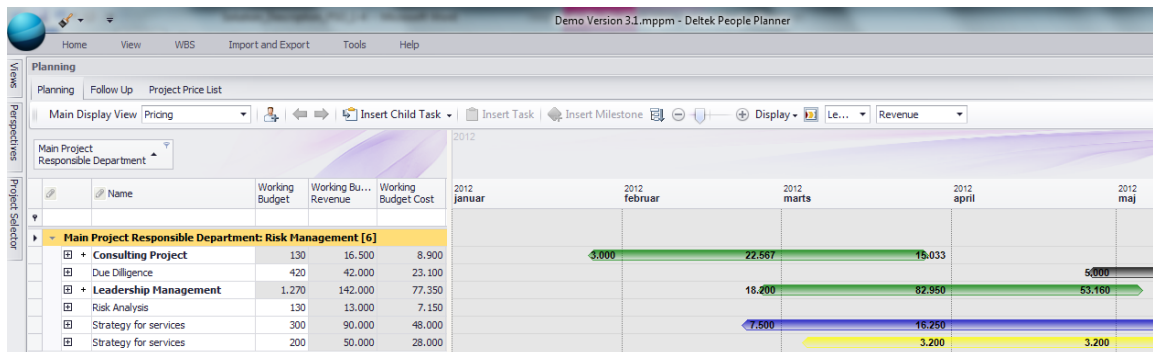 Demo Version 3.1.mppm - Deltek People Planner
Home View WBS Import and Export Tools Help
Views
Perspectives
Project Selector
Planning
Planning Follow Up Project Price List
Main Display View Pricing Insert Child Task Insert Task Insert Milestone Display Le... Revenue
2012
Main Project
Responsible Department
Name Working Budget Working Bu... Revenue Working Budget Cost 2012 januar 2012 februar 2012 marts 2012 april 2012 maj
Main Project Responsible Department: Risk Management [6]
+ Consulting Project 130 16.500 8.900 3.000 22.567 15.033
Due Dilligence 420 42.000 23.100 5.000
+ Leadership Management 1.270 142.000 77.350 18.200 82.950 53.160
Risk Analysis 130 13.000 7.150
Strategy for services 300 90.000 48.000 7.500 16.250
Strategy for services 200 50.000 28.000 3.200 3.200